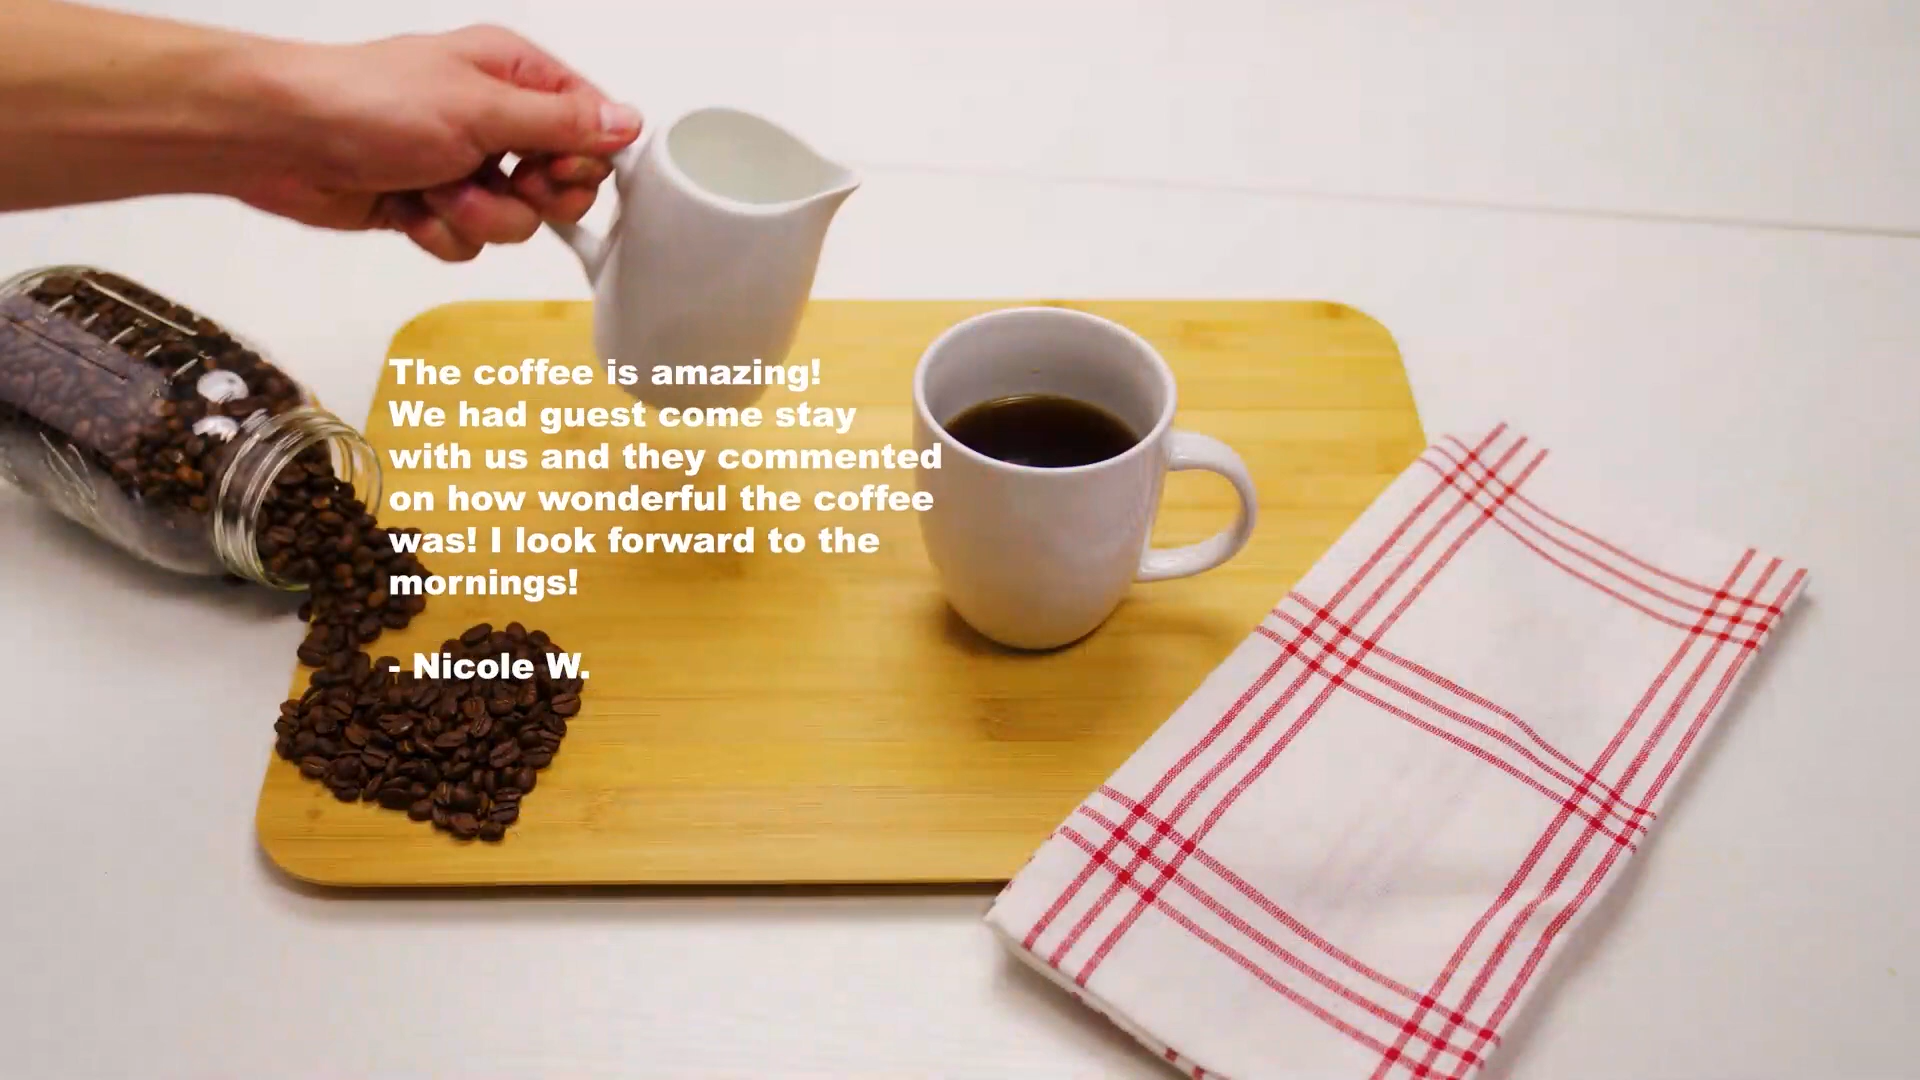 The coffee is amazing!
We had guest come stay
with us and they commented
on how wonderful the coffee
was! I look forward to the
mornings!
- Nicole W.